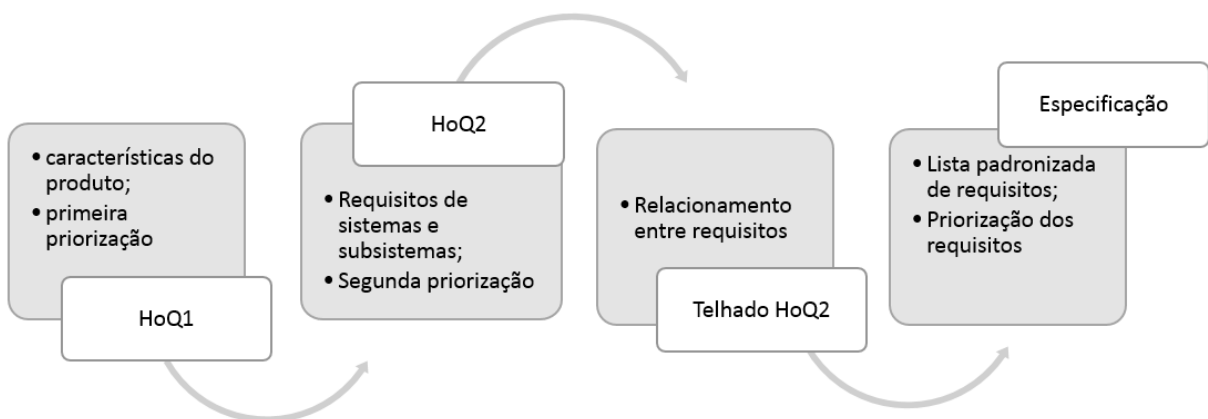 • característicás do
produto;
• primeira
priorização
HoQ1
HoQ2
• Requisitos de
sistemas e
subsistemas;
• Segunda priorização
• Relacionamento
entre requisitos
Telhado HoQ2
Especificação
• Lista padronizada
de requisitos;
• Priorização dos
requisitos